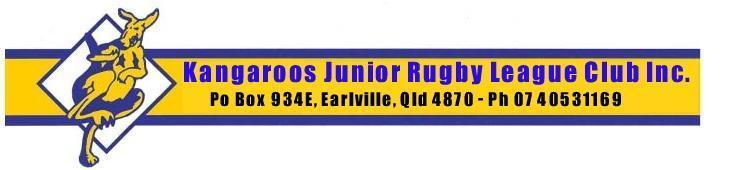 Kangaroos Junior Rugby League Club Inc.
Po Box 934E, Earlville, Qld 4870 - Ph 07 40531169